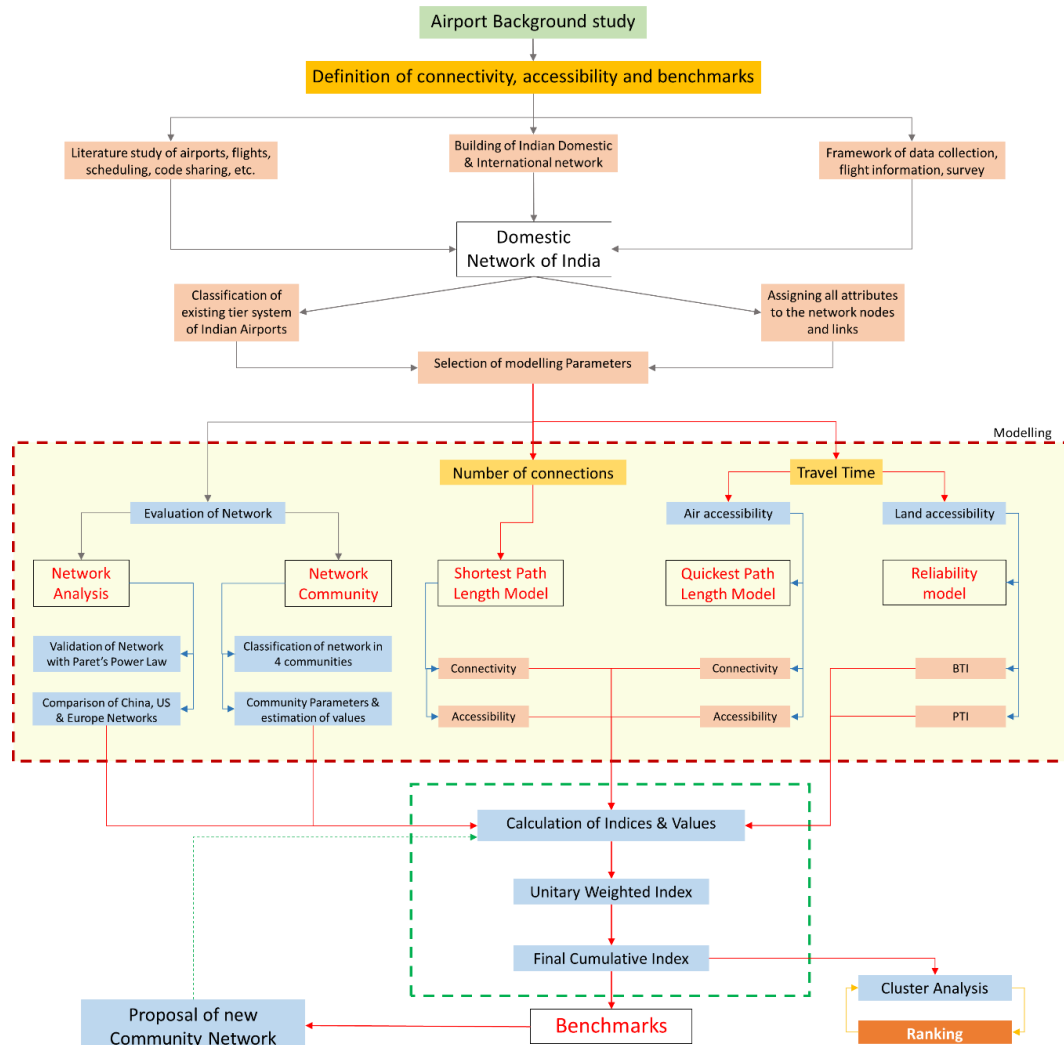 Airport Background study
Definition of connectivity, accessibility and benchmarks
Literature study of airports, flights,
scheduling, code sharing, etc.
Building of Indian Domestic
& International network
Framework of data collection,
flight information, survey
Domestic
Network of India
Classification of
existing tier system
of Indian Airports
Assigning all attributes
to the network nodes
and links
Selection of modelling Parameters
Modelling
Number of connections
Travel Time
Evaluation of Network
Air accessibility
Land accessibility
Network
Analysis
Network
Community
Shortest Path
Length Model
Quickest Path
Length Model
Reliability
model
Validation of Network
with Paret's Power Law
Classification of network in
4 communities
Connectivity
Connectivity
BTI
Comparison of China, US
& Europe Networks
Community Parameters &
estimation of values
Accessibility
Accessibility
PTI
Calculation of Indices & Values
Unitary Weighted Index
Final Cumulative Index
Cluster Analysis
Proposal of new
Community Network
Benchmarks
Ranking